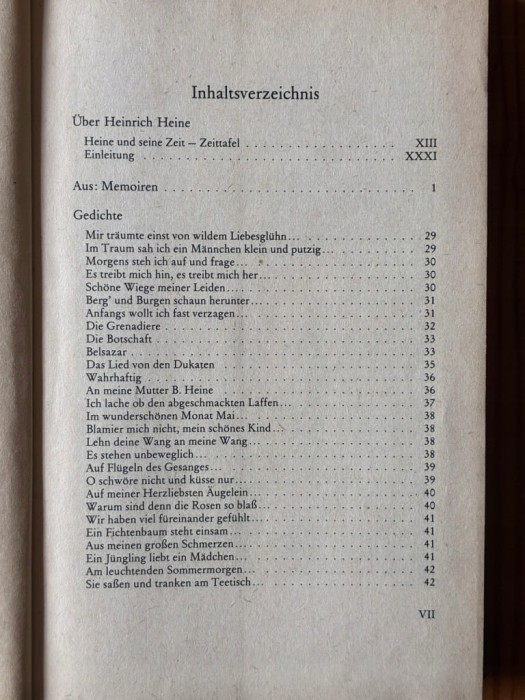 Inhaltsverzeichnis
Über Heinrich Heine
Heine und seine Zeit – Zeittafel . . . . . . . . . . . . . . . . . . XIII
Einleitung . . . . . . . . . . . . . . . . . . . . . . . . . XXXI
Aus: Memoiren . . . . . . . . . . . . . . . . . . . . . . . . 1
Gedichte
Mir träumte einst von wildem Liebesglühn... . . . . . . . . . . . 29
Im Traum sah ich ein Männchen klein und putzig... . . . . . . . . 29
Morgens steh ich auf und frage... . . . . . . . . . . . . . . . . 30
Es treibt mich hin, es treibt mich her... . . . . . . . . . . . . . . 30
Schöne Wiege meiner Leiden... . . . . . . . . . . . . . . . . . 30
Berg' und Burgen schaun herunter... . . . . . . . . . . . . . . . 31
Anfangs wollt ich fast verzagen... . . . . . . . . . . . . . . . . 31
Die Grenadiere . . . . . . . . . . . . . . . . . . . . . . . 32
Die Botschaft . . . . . . . . . . . . . . . . . . . . . . . . 33
Belsazar . . . . . . . . . . . . . . . . . . . . . . . . . . 33
Das Lied von den Dukaten . . . . . . . . . . . . . . . . . . . 35
Wahrhaftig . . . . . . . . . . . . . . . . . . . . . . . . . 36
An meine Mutter B. Heine . . . . . . . . . . . . . . . . . . . 36
Ich lache ob den abgeschmackten Laffen... . . . . . . . . . . . . 37
Im wunderschönen Monat Mai... . . . . . . . . . . . . . . . . 38
Blamier mich nicht, mein schönes Kind... . . . . . . . . . . . . . 38
Lehn deine Wang an meine Wang... . . . . . . . . . . . . . . . 38
Es stehen unbeweglich... . . . . . . . . . . . . . . . . . . . . 38
Auf Flügeln des Gesanges... . . . . . . . . . . . . . . . . . . 39
O schwöre nicht und küsse nur... . . . . . . . . . . . . . . . . 39
Auf meiner Herzliebsten Äugelein... . . . . . . . . . . . . . . . 40
Warum sind denn die Rosen so blaß... . . . . . . . . . . . . . . 40
Wir haben viel füreinander gefühlt... . . . . . . . . . . . . . . . 41
Ein Fichtenbaum steht einsam... . . . . . . . . . . . . . . . . . 41
Aus meinen großen Schmerzen... . . . . . . . . . . . . . . . . 41
Ein Jüngling liebt ein Mädchen... . . . . . . . . . . . . . . . . 41
Am leuchtenden Sommermorgen... . . . . . . . . . . . . . . . 42
Sie saßen und tranken am Teetisch... . . . . . . . . . . . . . . . 42
VII